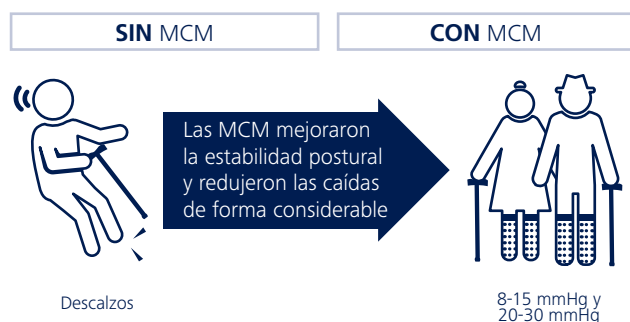 SIN MCM
CON MCM
Las MCM mejoraron
la estabilidad postural
y redujeron las caídas
de forma considerable
Descalzos
8-15 mmHg y
20-30 mmHg